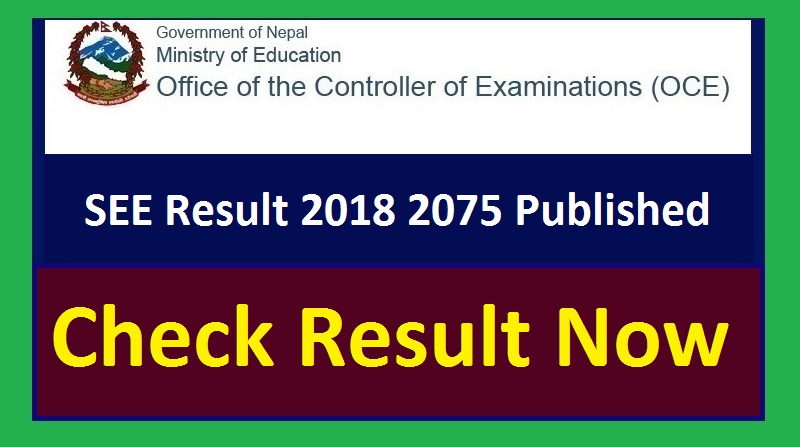 Government of Nepal
Ministry of Education
Office of the Controller of Examinations (OCE)
SEE Result 2018 2075 Published
Check Result Now